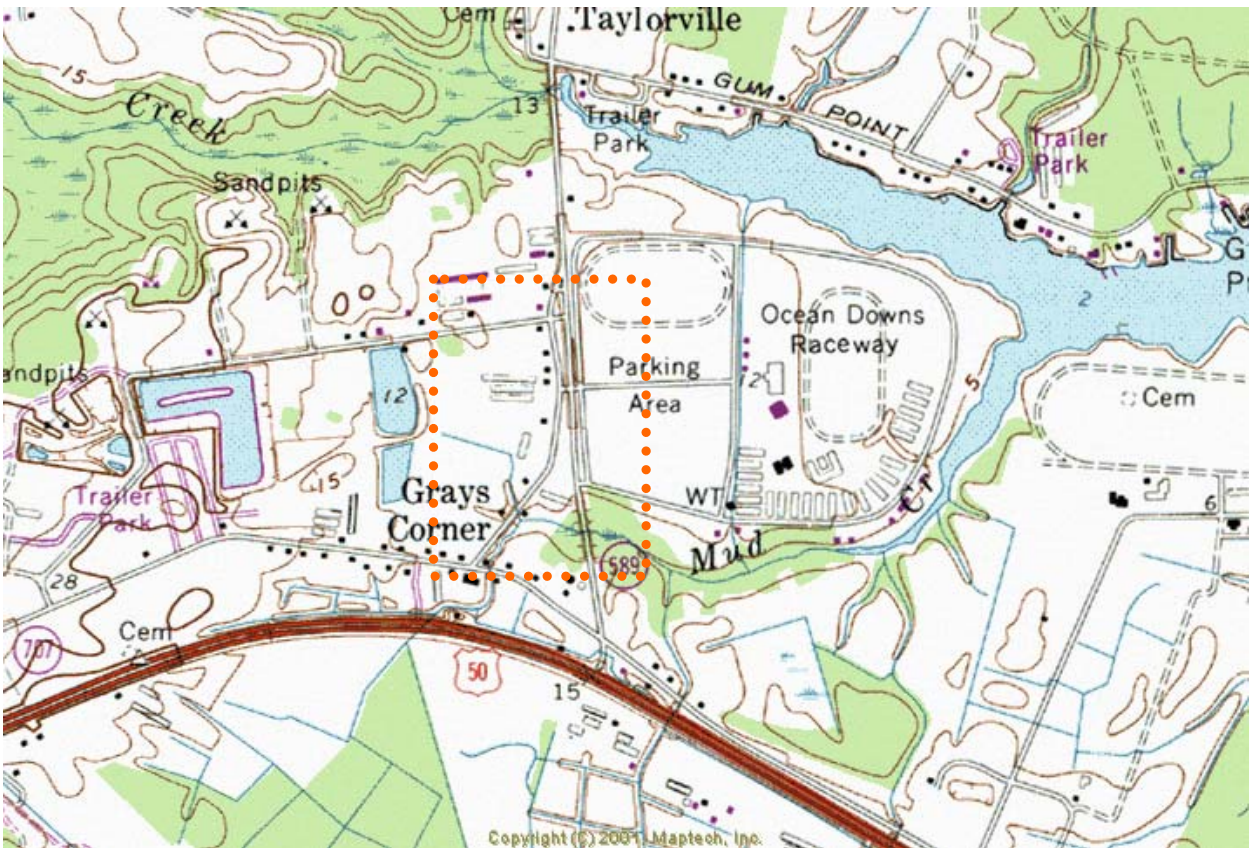 Cem
Taylorville
15
Creek
13
GUM
POINT
Trailer
Park
Trailer
Park
Sandpits
2
Ocean Downs
Raceway
Parking
Area
12
5
andpits
12
Cem
15
Trailer
Park
Grays
Corner
WT
Cr
Mud
6
589
28
Cem
707
50
15
Copyright (C) 2001, Maptech, Inc.